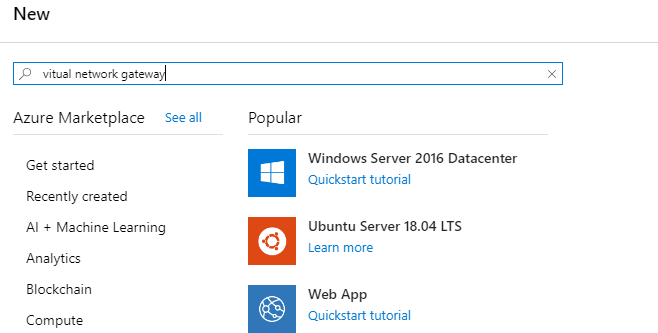 New
vitual network gateway
Azure Marketplace See all
Popular
Get started
Recently created
AI + Machine Learning
Analytics
Blockchain
Compute
Windows Server 2016 Datacenter
Quickstart tutorial
Ubuntu Server 18.04 LTS
Learn more
Web App
Quickstart tutorial